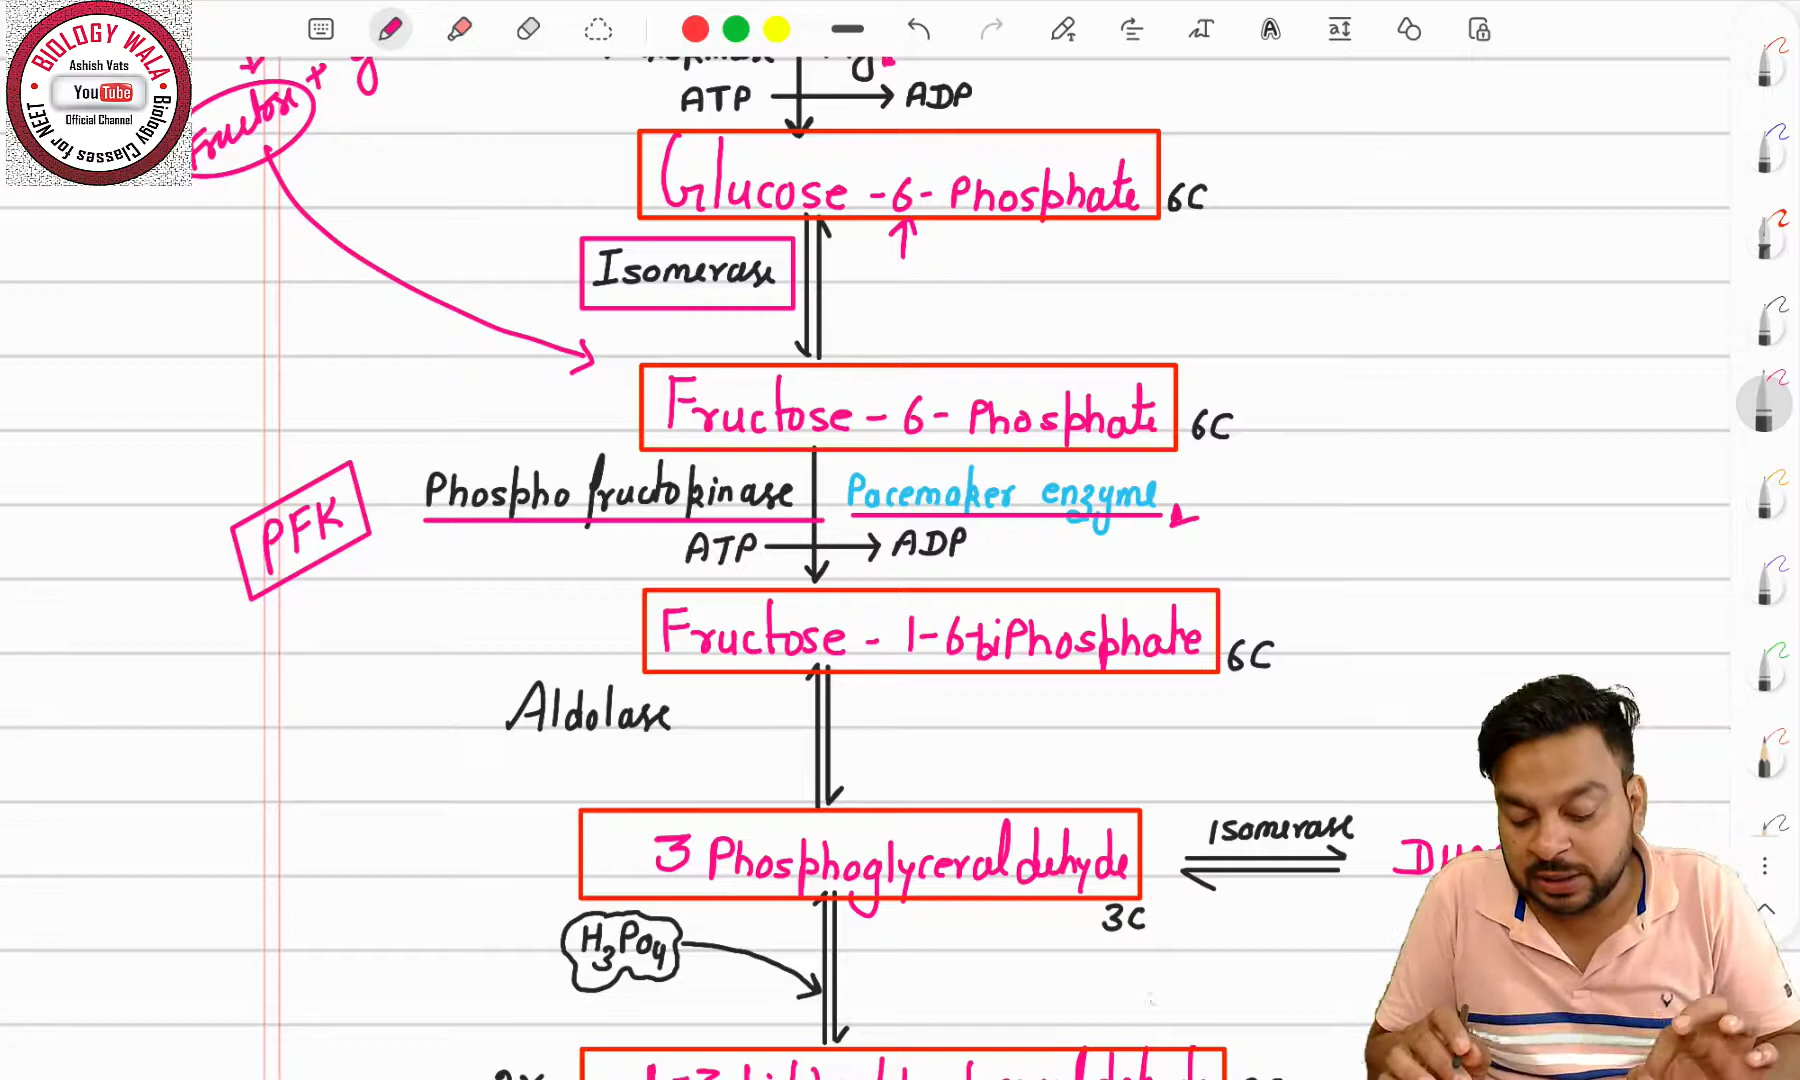 BIOLOGY WALA
Ashish Vats
YouTube
Official Channel
Biology Classes for NEET
Fructose +
ATP → ADP
Glucose - 6 - Phosphate 6C
Isomerase
Fructose - 6 - Phosphate 6C
Phosphofructokinase Pacemaker enzyme
PFK
ATP → ADP
Fructose - 1-6-biPhosphate 6C
Aldolase
3 Phosphoglyceraldehyde
3C
Isomerase
H3PO4